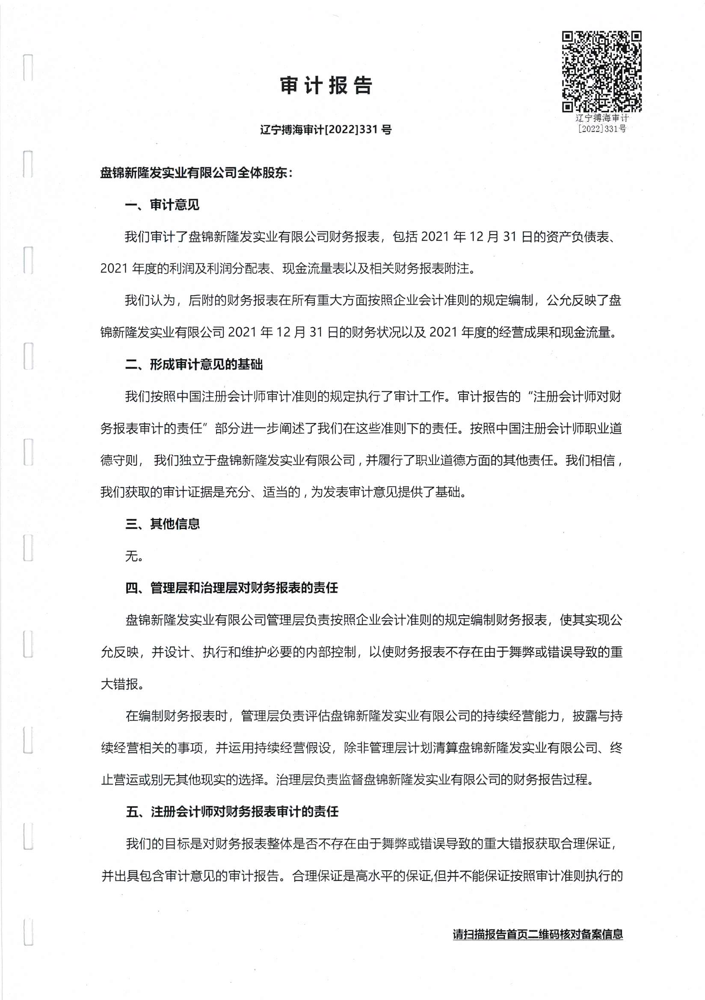 审计报告
辽宁搏海审计
[2022]331号
辽宁搏海审计[2022]331 号
盘锦新隆发实业有限公司全体股东：
一、审计意见
我们审计了盘锦新隆发实业有限公司财务报表，包括 2021 年 12 月 31 日的资产负债表、
2021 年度的利润及利润分配表、现金流量表以及相关财务报表附注。
我们认为，后附的财务报表在所有重大方面按照企业会计准则的规定编制，公允反映了盘
锦新隆发实业有限公司 2021 年 12 月 31 日的财务状况以及 2021 年度的经营成果和现金流量。
二、形成审计意见的基础
我们按照中国注册会计师审计准则的规定执行了审计工作。审计报告的“注册会计师对财
务报表审计的责任”部分进一步阐述了我们在这些准则下的责任。按照中国注册会计师职业道
德守则， 我们独立于盘锦新隆发实业有限公司 , 并履行了职业道德方面的其他责任。我们相信 ,
我们获取的审计证据是充分、适当的 , 为发表审计意见提供了基础。
三、其他信息
无。
四、管理层和治理层对财务报表的责任
盘锦新隆发实业有限公司管理层负责按照企业会计准则的规定编制财务报表，使其实现公
允反映，并设计、执行和维护必要的内部控制，以使财务报表不存在由于舞弊或错误导致的重
大错报。
在编制财务报表时，管理层负责评估盘锦新隆发实业有限公司的持续经营能力，披露与持
续经营相关的事项，并运用持续经营假设，除非管理层计划清算盘锦新隆发实业有限公司、终
止营运或别无其他现实的选择。治理层负责监督盘锦新隆发实业有限公司的财务报告过程。
五、注册会计师对财务报表审计的责任
我们的目标是对财务报表整体是否不存在由于舞弊或错误导致的重大错报获取合理保证，
并出具包含审计意见的审计报告。合理保证是高水平的保证,但并不能保证按照审计准则执行的
请扫描报告首页二维码核对备案信息